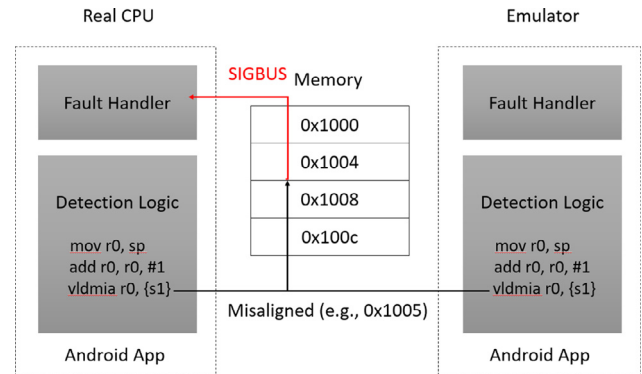 Real CPU
Emulator
SIGBUS
Memory
Fault Handler
Fault Handler
0x1000
0x1004
0x1008
0x100c
Detection Logic
mov r0, sp
add r0, r0, #1
vldmia r0, {s1}
Detection Logic
mov r0, sp
add r0, r0, #1
vldmia r0, {s1}
Misaligned (e.g., 0x1005)
Android App
Android App